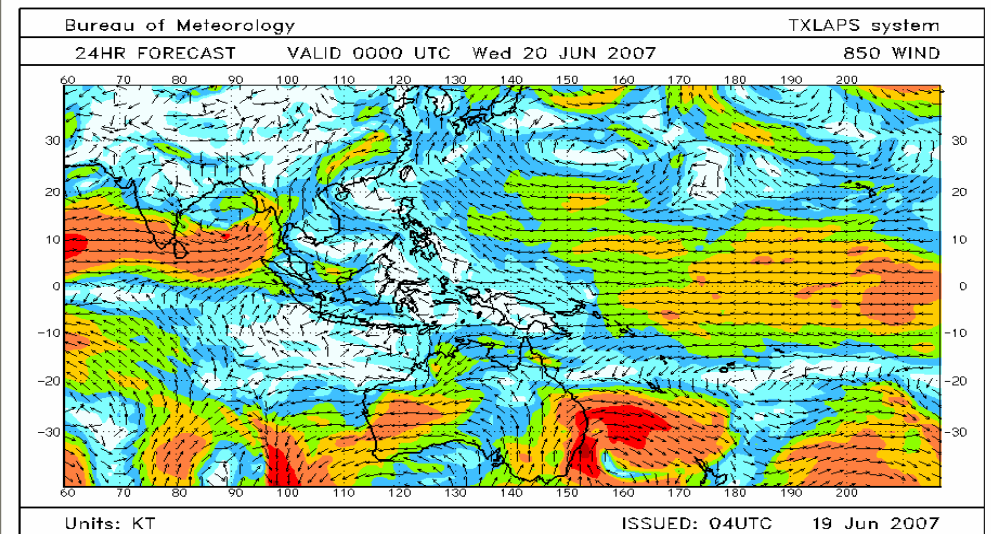 Bureau of Meteorology TXLAPS system
24HR FORECAST VALID 0000 UTC Wed 20 JUN 2007 850 WIND
60 70 80 90 100 110 120 130 140 150 160 170 180 190 200
30 30
20 20
10 10
0 0
-10 -10
-20 -20
-30 -30
60 70 80 90 100 110 120 130 140 150 160 170 180 190 200
Units: KT ISSUED: 04UTC 19 Jun 2007